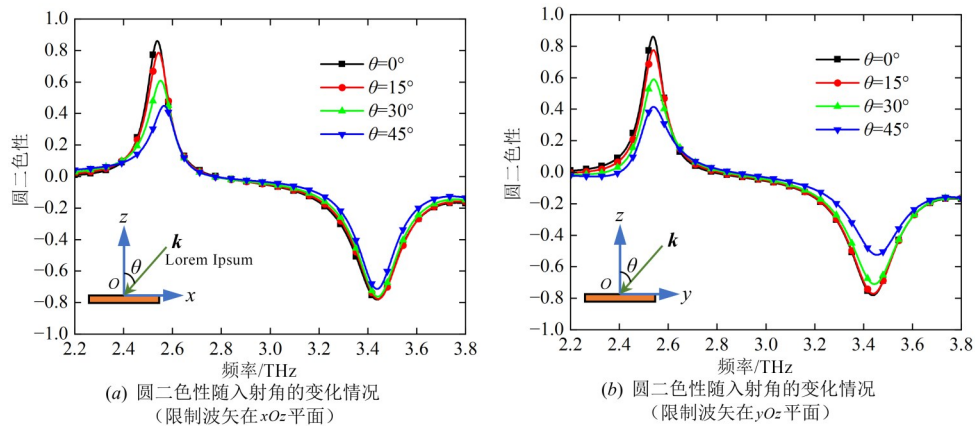 1.0
0.8
0.6
0.4
0.2
0.0
−0.2
−0.4
−0.6
−0.8
−1.0
圆二色性
θ=0°
θ=15°
θ=30°
θ=45°
z
k
Lorem Ipsum
θ
O
x
2.2 2.4 2.6 2.8 3.0 3.2 3.4 3.6 3.8
频率/THz
(a) 圆二色性随入射角的变化情况
(限制波矢在xOz平面)
1.0
0.8
0.6
0.4
0.2
0.0
−0.2
−0.4
−0.6
−0.8
−1.0
圆二色性
θ=0°
θ=15°
θ=30°
θ=45°
z
k
θ
O
y
2.2 2.4 2.6 2.8 3.0 3.2 3.4 3.6 3.8
频率/THz
(b) 圆二色性随入射角的变化情况
(限制波矢在yOz平面)